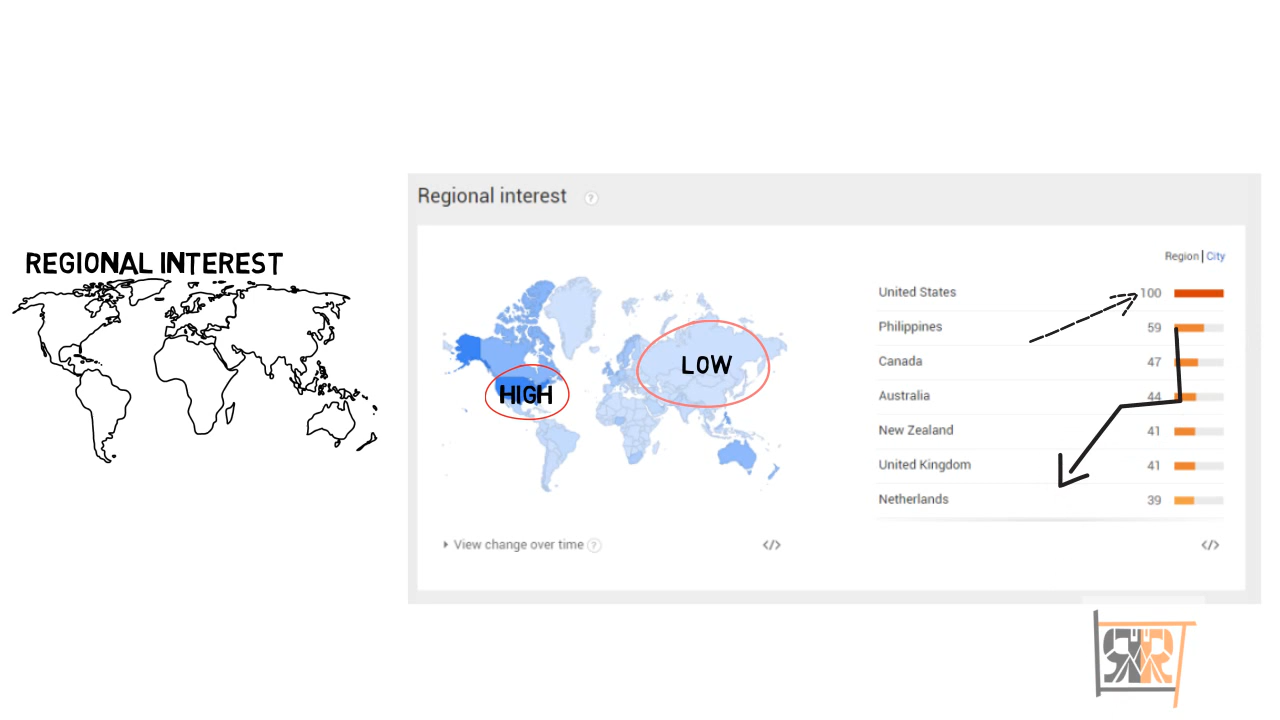 REGIONAL INTEREST
Regional interest ?
Region | City
United States 100
Philippines 59
Canada 47
Australia 44
New Zealand 41
United Kingdom 41
Netherlands 39
HIGH
LOW
View change over time ?
</>
</>
RR